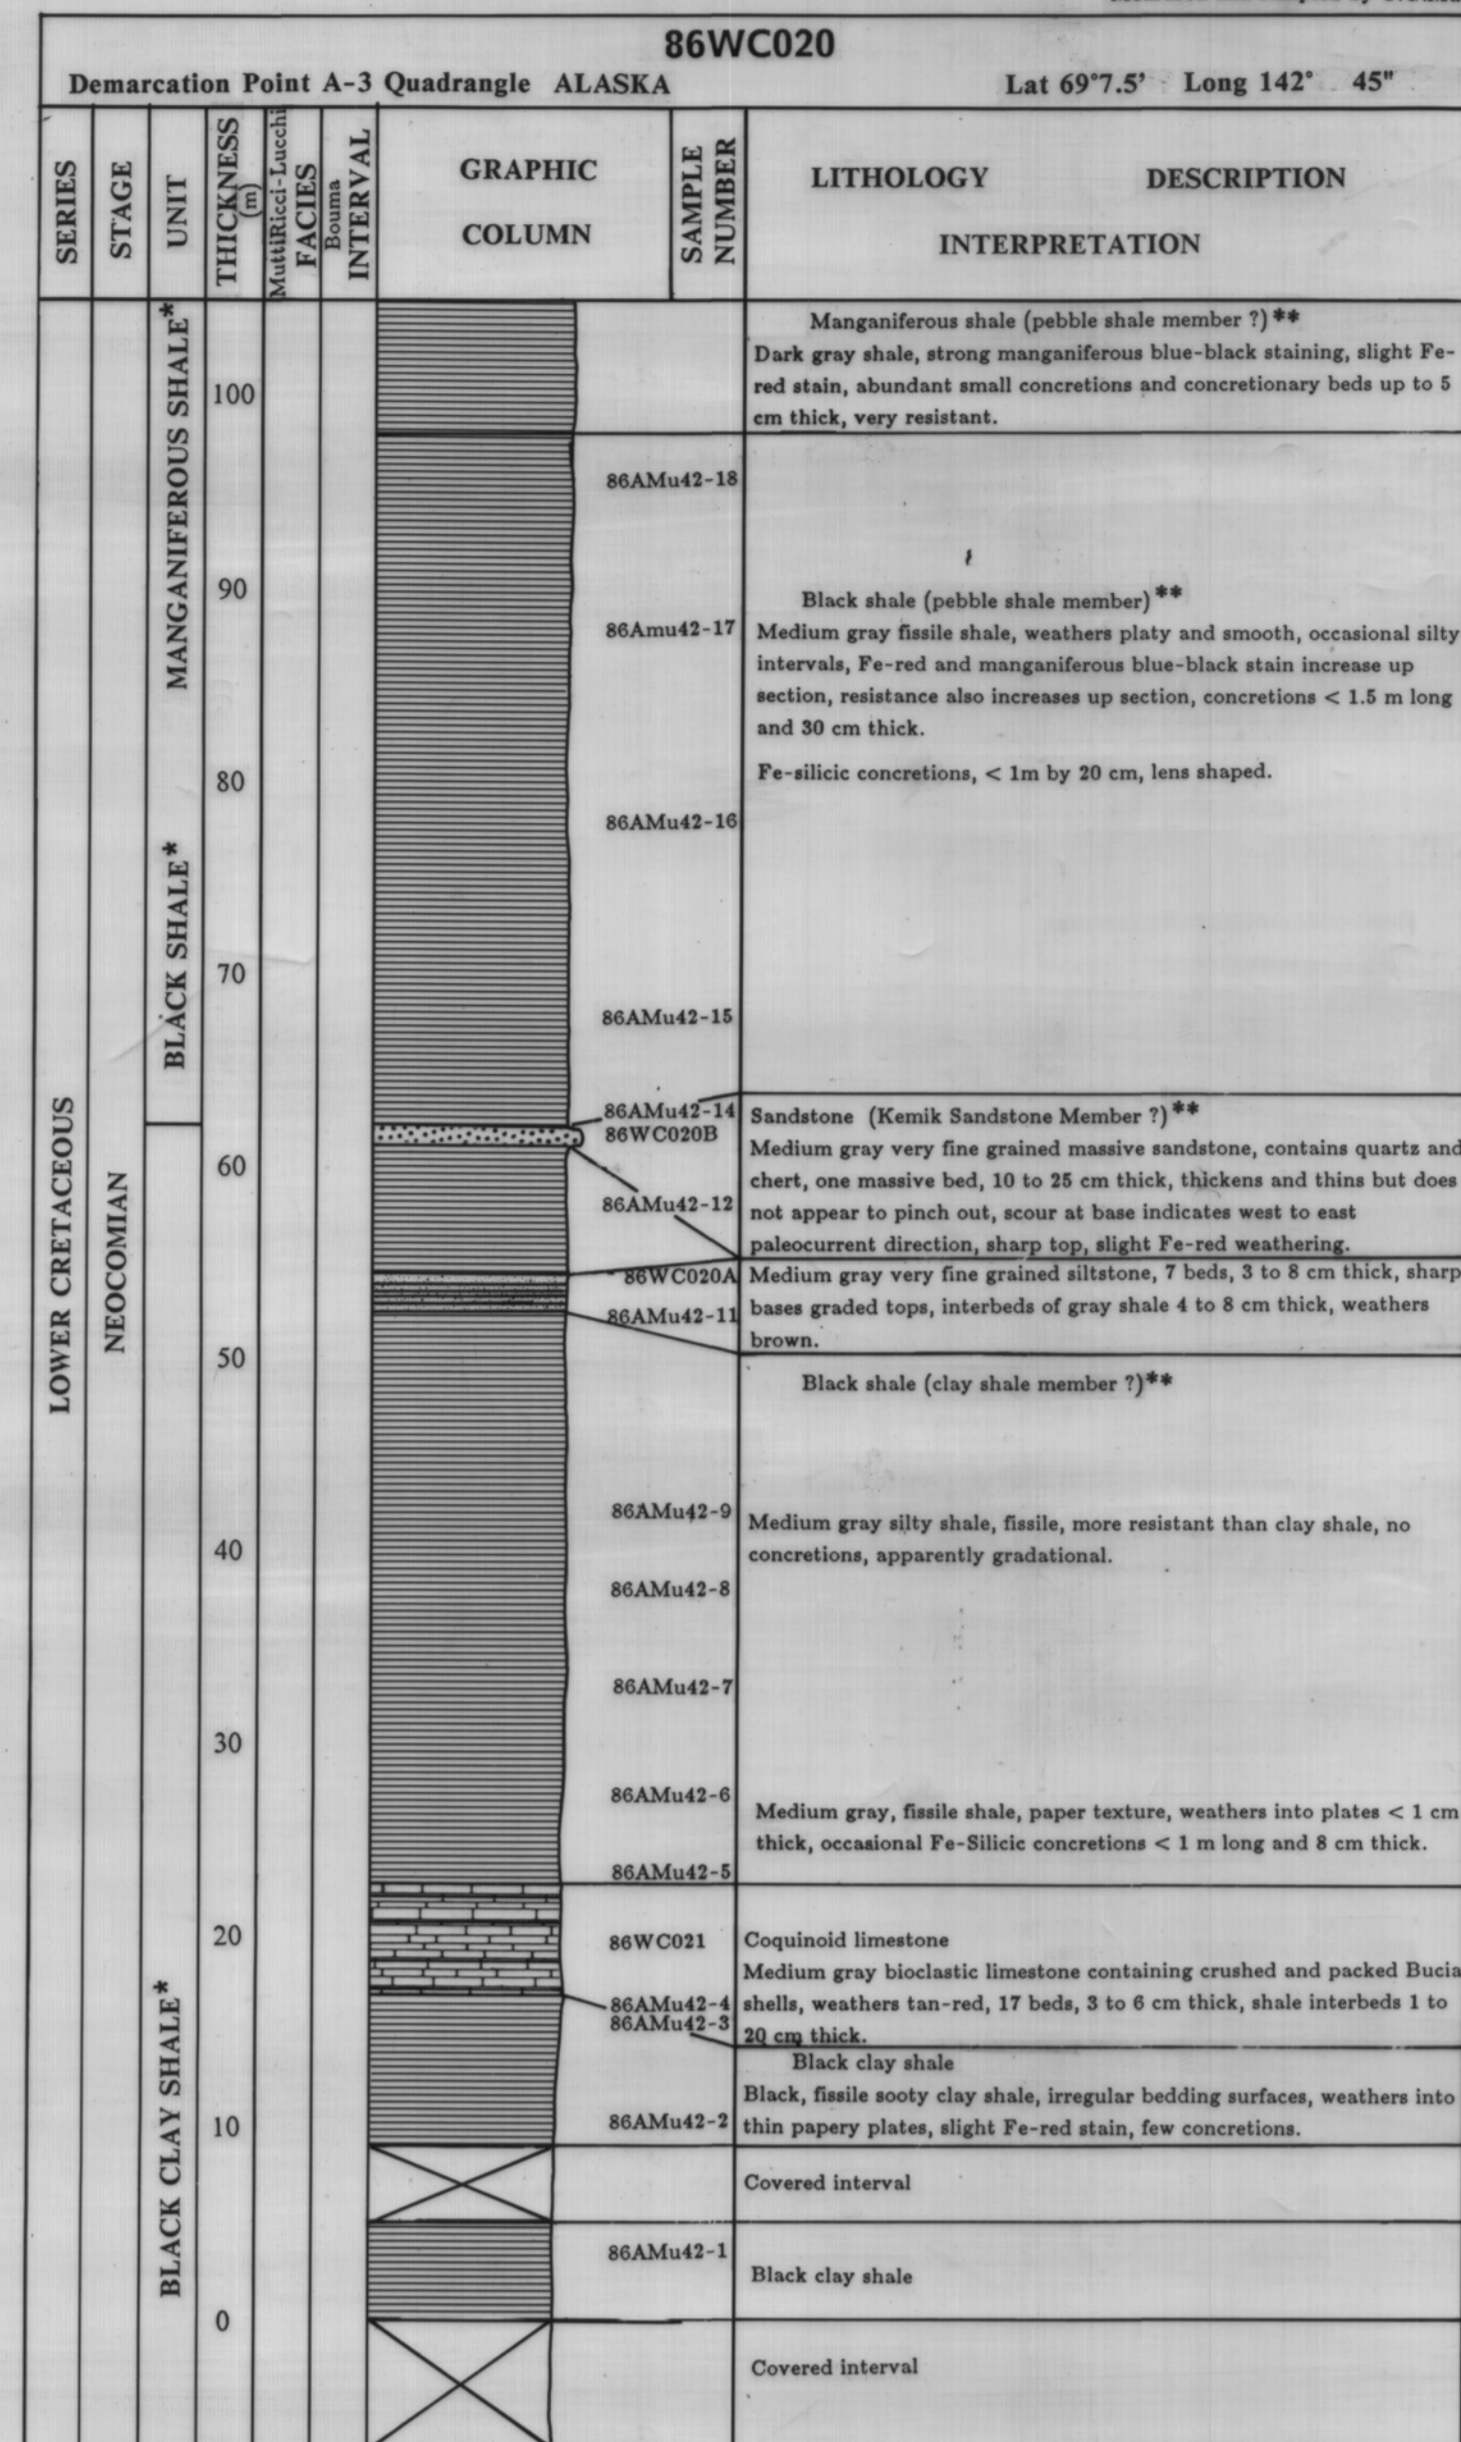 86WC020
Demarcation Point A-3 Quadrangle ALASKA Lat 69°7.5' Long 142° 45"
SERIES
STAGE
UNIT
THICKNESS
(m)
MuttiRicci-Lucchi
FACIES
Bouma
INTERVAL
GRAPHIC
COLUMN
SAMPLE
NUMBER
LITHOLOGY DESCRIPTION
INTERPRETATION
LOWER CRETACEOUS
NEOCOMIAN
MANGANIFEROUS SHALE*
BLACK SHALE*
BLACK CLAY SHALE*
100
90
80
70
60
50
40
30
20
10
0
86AMu42-18
86Amu42-17
86AMu42-16
86AMu42-15
86AMu42-14
86WC020B
86AMu42-12
86WC020A
86AMu42-11
86AMu42-9
86AMu42-8
86AMu42-7
86AMu42-6
86AMu42-5
86WC021
86AMu42-4
86AMu42-3
86AMu42-2
86AMu42-1
Manganiferous shale (pebble shale member ?)**
Dark gray shale, strong manganiferous blue-black staining, slight Fe-
red stain, abundant small concretions and concretionary beds up to 5
cm thick, very resistant.
Black shale (pebble shale member)**
Medium gray fissile shale, weathers platy and smooth, occasional silty
intervals, Fe-red and manganiferous blue-black stain increase up
section, resistance also increases up section, concretions < 1.5 m long
and 30 cm thick.
Fe-silicic concretions, < 1m by 20 cm, lens shaped.
Sandstone (Kemik Sandstone Member ?)**
Medium gray very fine grained massive sandstone, contains quartz and
chert, one massive bed, 10 to 25 cm thick, thickens and thins but does
not appear to pinch out, scour at base indicates west to east
paleocurrent direction, sharp top, slight Fe-red weathering.
Medium gray very fine grained siltstone, 7 beds, 3 to 8 cm thick, sharp
bases graded tops, interbeds of gray shale 4 to 8 cm thick, weathers
brown.
Black shale (clay shale member ?)**
Medium gray silty shale, fissile, more resistant than clay shale, no
concretions, apparently gradational.
Medium gray, fissile shale, paper texture, weathers into plates < 1 cm
thick, occasional Fe-Silicic concretions < 1 m long and 8 cm thick.
Coquinoid limestone
Medium gray bioclastic limestone containing crushed and packed Bucia
shells, weathers tan-red, 17 beds, 3 to 6 cm thick, shale interbeds 1 to
20 cm thick.
Black clay shale
Black, fissile sooty clay shale, irregular bedding surfaces, weathers into
thin papery plates, slight Fe-red stain, few concretions.
Covered interval
Black clay shale
Covered interval